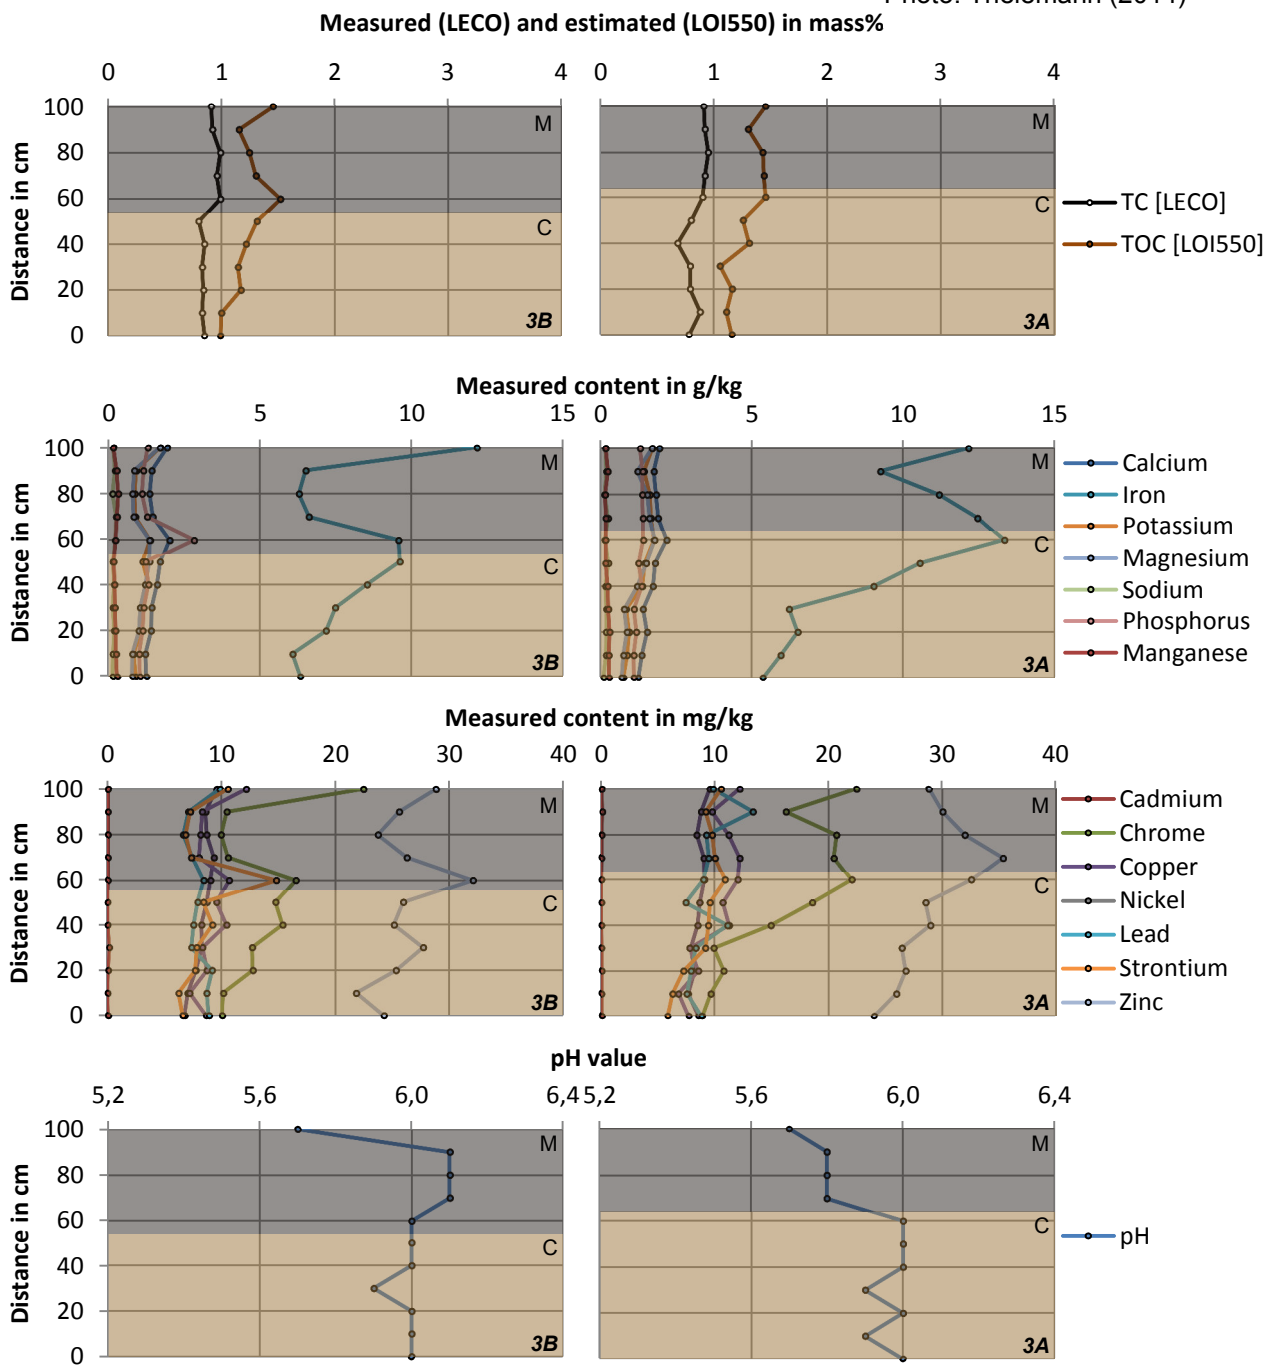 Measured (LECO) and estimated (LOI550) in mass%
0 1 2 3 4 0 1 2 3 4
Distance in cm
100
80
60
40
20
0
M
C
3B
M
C
3A
TC [LECO]
TOC [LOI550]
Measured content in g/kg
0 5 10 15 0 5 10 15
Distance in cm
100
80
60
40
20
0
M
C
3B
M
C
3A
Calcium
Iron
Potassium
Magnesium
Sodium
Phosphorus
Manganese
Measured content in mg/kg
0 10 20 30 40 0 10 20 30 40
Distance in cm
100
80
60
40
20
0
M
C
3B
M
C
3A
Cadmium
Chrome
Copper
Nickel
Lead
Strontium
Zinc
pH value
5,2 5,6 6,0 6,4 5,2 5,6 6,0 6,4
Distance in cm
100
80
60
40
20
0
M
C
3B
M
C
3A
pH